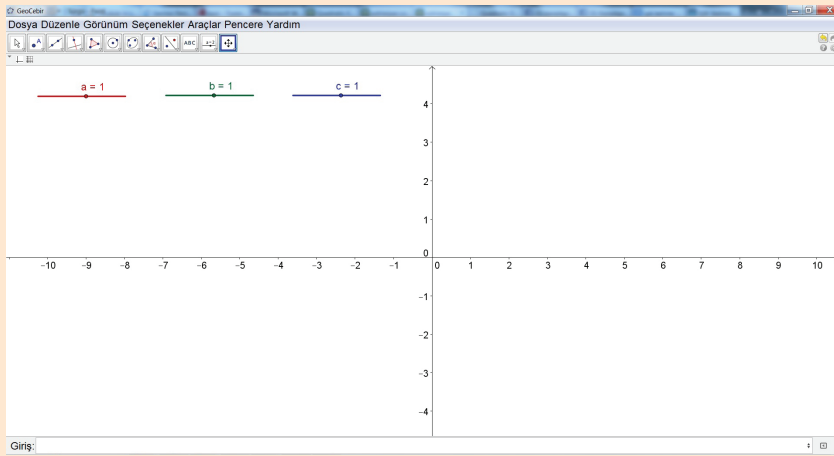 GeoCebir
Dosya Düzenle Görünüm Seçenekler Araçlar Pencere Yardım
A
ABC
a=2
a = 1
b = 1
c = 1
4
3
2
1
0
−10 −9 −8 −7 −6 −5 −4 −3 −2 −1 0 1 2 3 4 5 6 7 8 9 10
−1
−2
−3
−4
Giriş: